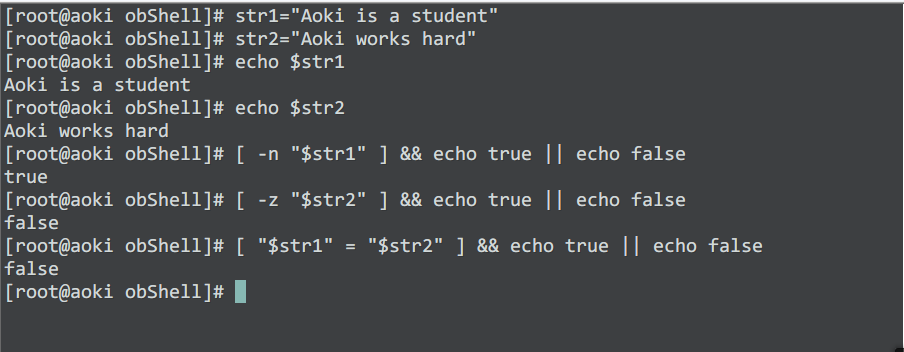 [root@aoki obShell]# str1="Aoki is a student"
[root@aoki obShell]# str2="Aoki works hard"
[root@aoki obShell]# echo $str1
Aoki is a student
[root@aoki obShell]# echo $str2
Aoki works hard
[root@aoki obShell]# [ -n "$str1" ] && echo true || echo false
true
[root@aoki obShell]# [ -z "$str2" ] && echo true || echo false
false
[root@aoki obShell]# [ "$str1" = "$str2" ] && echo true || echo false
false
[root@aoki obShell]#